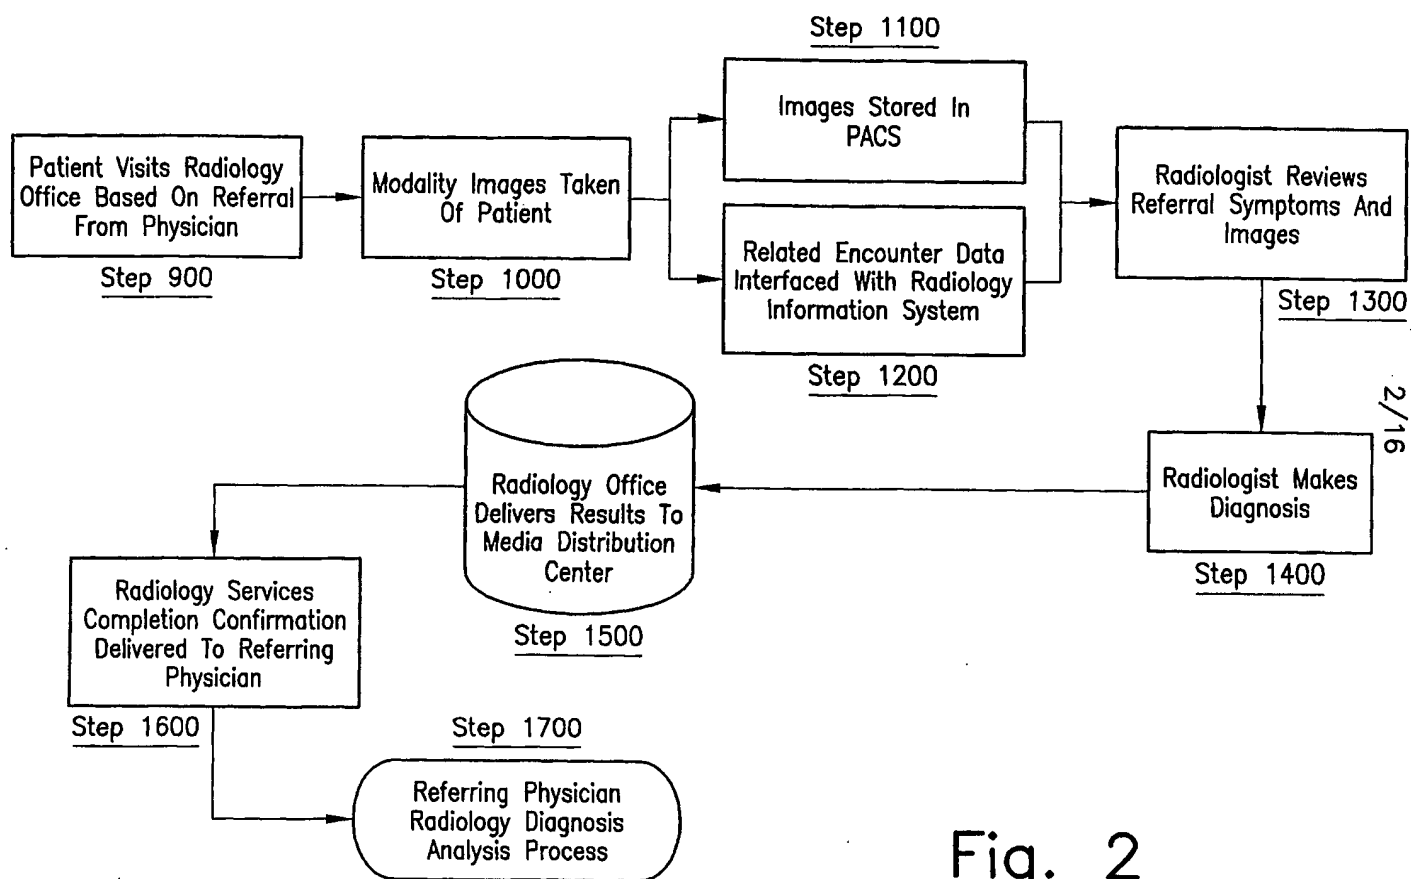 Step 1100
Images Stored In
PACS
Patient Visits Radiology
Office Based On Referral
From Physician
Step 900
Modality Images Taken
Of Patient
Step 1000
Related Encounter Data
Interfaced With Radiology
Information System
Step 1200
Radiologist Reviews
Referral Symptoms And
Images
Step 1300
2/16
Radiologist Makes
Diagnosis
Step 1400
Radiology Office
Delivers Results To
Media Distribution
Center
Step 1500
Radiology Services
Completion Confirmation
Delivered To Referring
Physician
Step 1600
Step 1700
Referring Physician
Radiology Diagnosis
Analysis Process
Fig. 2